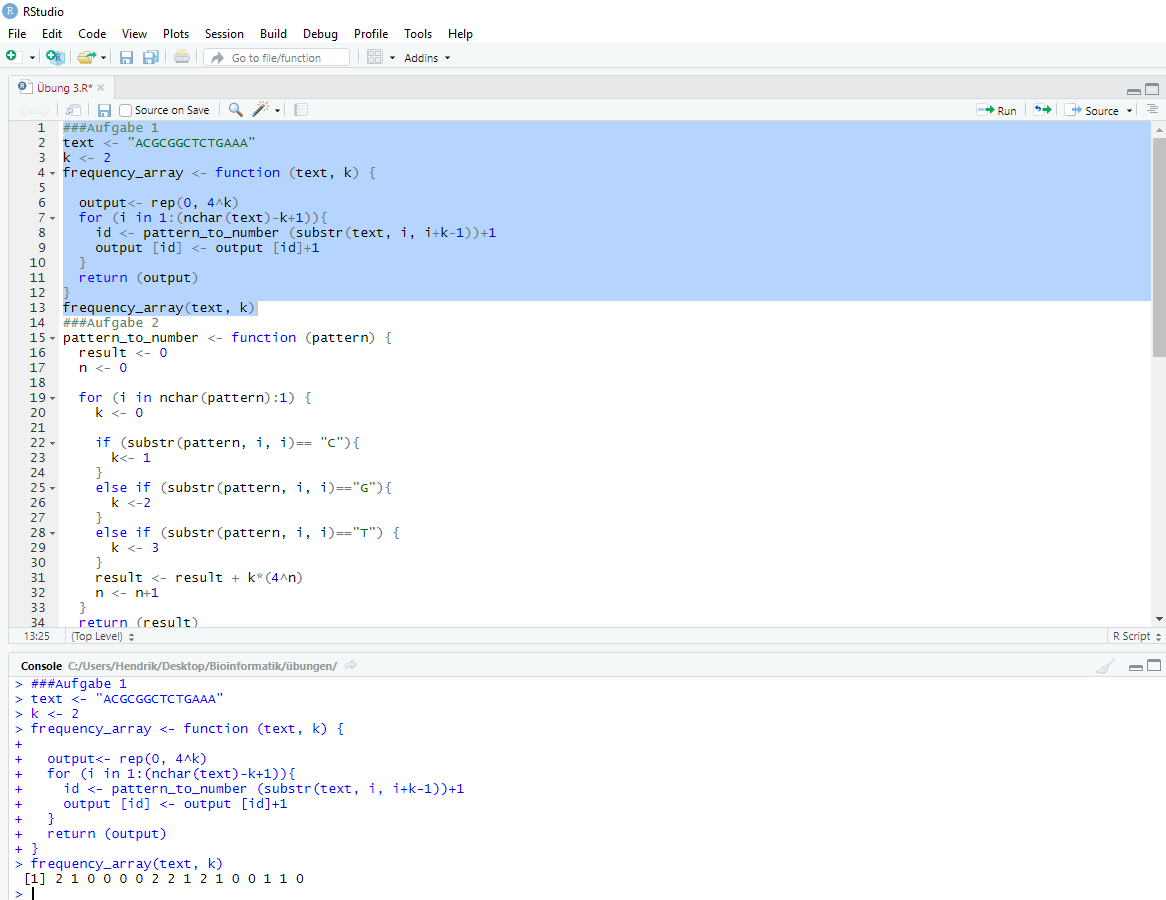 RStudio
File Edit Code View Plots Session Build Debug Profile Tools Help
Go to file/function Addins
Übung 3.R*
Source on Save Run Source
1 ###Aufgabe 1
2 text <- "ACGCGGCTCTGAAA"
3 k <- 2
4 frequency_array <- function (text, k) {
5
6   output<- rep(0, 4^k)
7   for (i in 1:(nchar(text)-k+1)){
8     id <- pattern_to_number (substr(text, i, i+k-1))+1
9     output [id] <- output [id]+1
10   }
11   return (output)
12 }
13 frequency_array(text, k)
14 ###Aufgabe 2
15 pattern_to_number <- function (pattern) {
16   result <- 0
17   n <- 0
18
19   for (i in nchar(pattern):1) {
20     k <- 0
21
22     if (substr(pattern, i, i)== "C"){
23       k<- 1
24     }
25     else if (substr(pattern, i, i)=="G"){
26       k <-2
27     }
28     else if (substr(pattern, i, i)=="T") {
29       k <- 3
30     }
31     result <- result + k*(4^n)
32     n <- n+1
33   }
34   return (result)
13:25 (Top Level) R Script
Console C:/Users/Hendrik/Desktop/Bioinformatik/übungen/
> ###Aufgabe 1
> text <- "ACGCGGCTCTGAAA"
> k <- 2
> frequency_array <- function (text, k) {
+
+   output<- rep(0, 4^k)
+   for (i in 1:(nchar(text)-k+1)){
+     id <- pattern_to_number (substr(text, i, i+k-1))+1
+     output [id] <- output [id]+1
+   }
+   return (output)
+ }
> frequency_array(text, k)
[1] 2 1 0 0 0 0 2 2 1 2 1 0 0 1 1 0
>